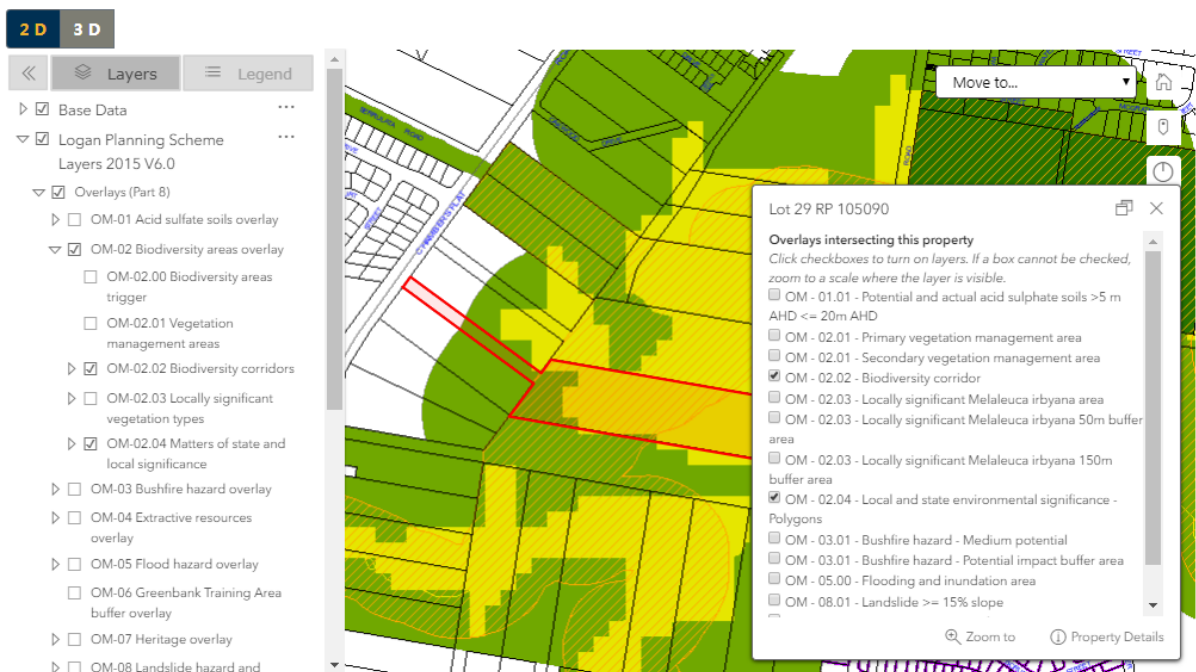 2 D 3 D
Layers
Legend
Base Data
Logan Planning Scheme
Layers 2015 V6.0
Overlays (Part 8)
OM-01 Acid sulfate soils overlay
OM-02 Biodiversity areas overlay
OM-02.00 Biodiversity areas
trigger
OM-02.01 Vegetation
management areas
OM-02.02 Biodiversity corridors
OM-02.03 Locally significant
vegetation types
OM-02.04 Matters of state and
local significance
OM-03 Bushfire hazard overlay
OM-04 Extractive resources
overlay
OM-05 Flood hazard overlay
OM-06 Greenbank Training Area
buffer overlay
OM-07 Heritage overlay
OM-08 Landslide hazard and
ROAD
STREET
CHAMBERS FLAT
ROAD
STREET
STREET
Move to...
Lot 29 RP 105090
Overlays intersecting this property
Click checkboxes to turn on layers. If a box cannot be checked,
zoom to a scale where the layer is visible.
OM - 01.01 - Potential and actual acid sulphate soils >5 m
AHD <= 20m AHD
OM - 02.01 - Primary vegetation management area
OM - 02.01 - Secondary vegetation management area
OM - 02.02 - Biodiversity corridor
OM - 02.03 - Locally significant Melaleuca irbyana area
OM - 02.03 - Locally significant Melaleuca irbyana 50m buffer
area
OM - 02.03 - Locally significant Melaleuca irbyana 150m
buffer area
OM - 02.04 - Local and state environmental significance -
Polygons
OM - 03.01 - Bushfire hazard - Medium potential
OM - 03.01 - Bushfire hazard - Potential impact buffer area
OM - 05.00 - Flooding and inundation area
OM - 08.01 - Landslide >= 15% slope
Zoom to
Property Details